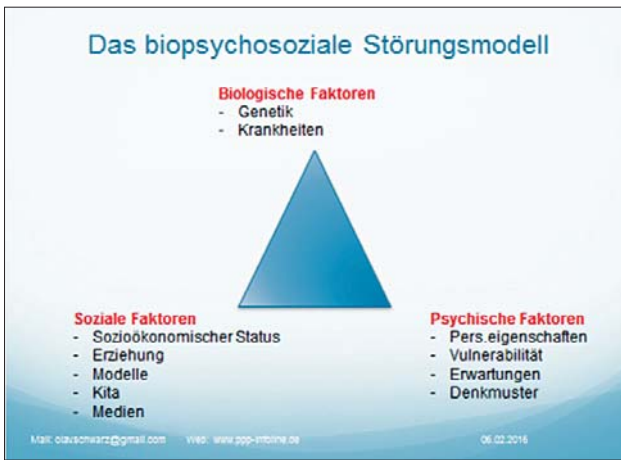 Das biopsychosoziale Störungsmodell
Biologische Faktoren
- Genetik
- Krankheiten
Soziale Faktoren
- Sozioökonomischer Status
- Erziehung
- Modelle
- Kita
- Medien
Psychische Faktoren
- Pers.eigenschaften
- Vulnerabilität
- Erwartungen
- Denkmuster
Mail: olavschwarz@gmail.com Web: www.ppp-infoline.de 06.02.2016